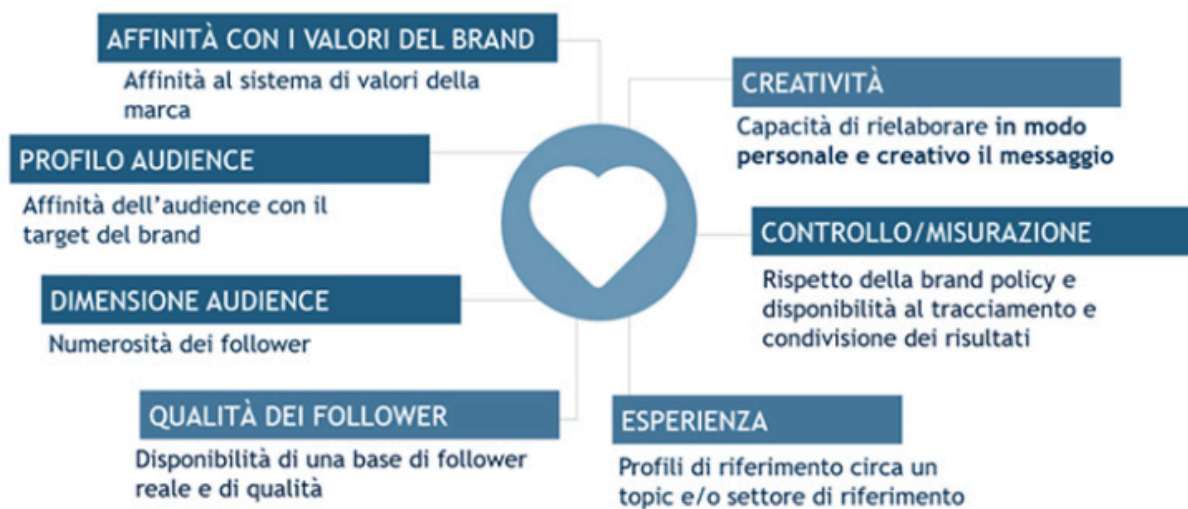 AFFINITÀ CON I VALORI DEL BRAND
Affinità al sistema di valori della
marca
PROFILO AUDIENCE
Affinità dell'audience con il
target del brand
DIMENSIONE AUDIENCE
Numerosità dei follower
QUALITÀ DEI FOLLOWER
Disponibilità di una base di follower
reale e di qualità
CREATIVITÀ
Capacità di rielaborare in modo
personale e creativo il messaggio
CONTROLLO/MISURAZIONE
Rispetto della brand policy e
disponibilità al tracciamento e
condivisione dei risultati
ESPERIENZA
Profili di riferimento circa un
topic e/o settore di riferimento